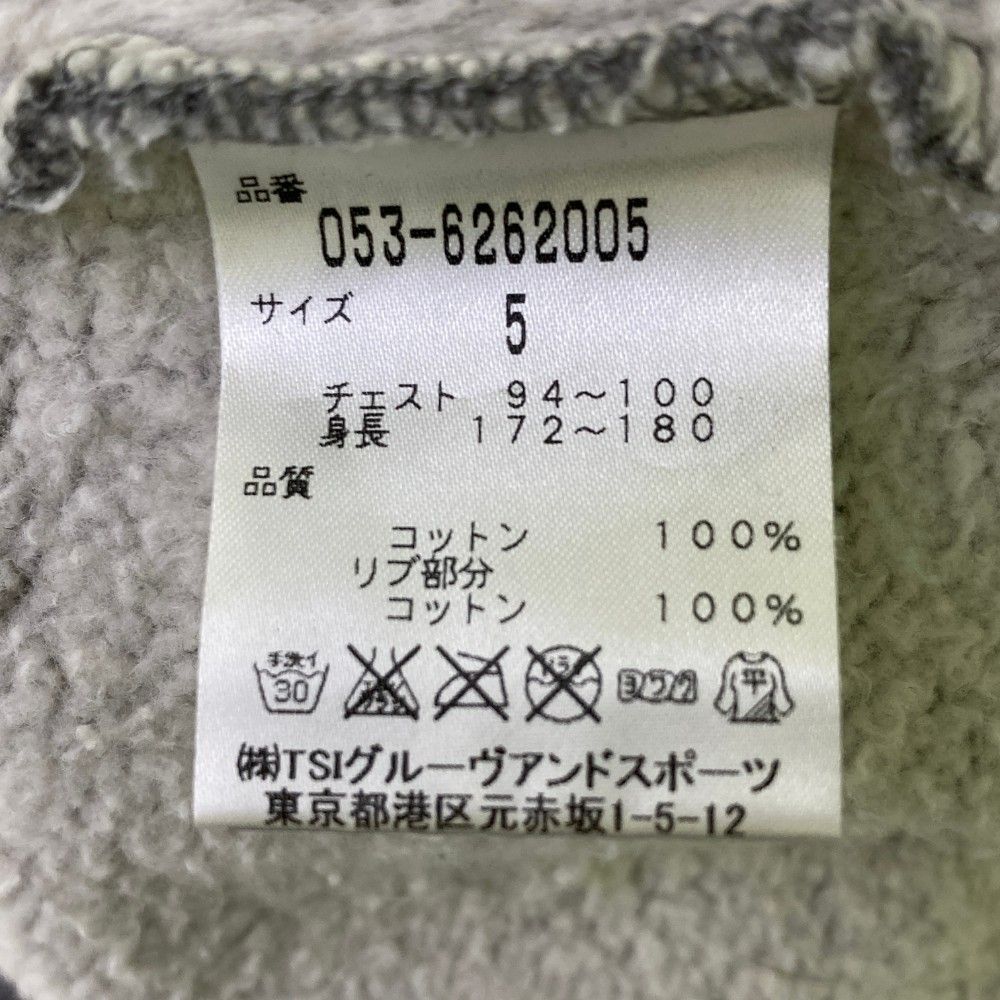 品番
053-6262005
サイズ 5
チェスト 94~100
身長 172~180
品質
コットン 100%
リブ部分
コットン 100%
手洗イ 30 平
㈱TSIグルーヴアンドスポーツ
東京都港区元赤坂1-5-12